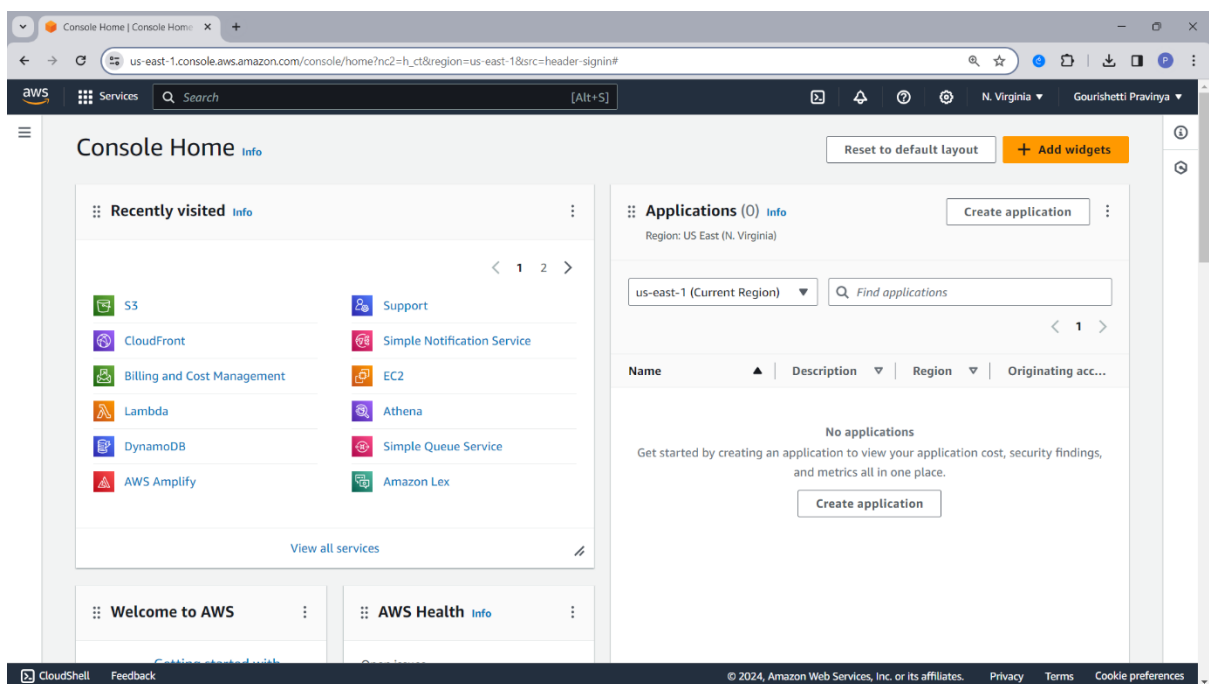 Console Home | Console Home
us-east-1.console.aws.amazon.com/console/home?nc2=h_ct&region=us-east-1&src=header-signin#
P
aws
Services
Search
[Alt+S]
N. Virginia
Gourishetti Pravinya
Console Home Info
Reset to default layout
+ Add widgets
Recently visited Info
1 2
S3
CloudFront
Billing and Cost Management
Lambda
DynamoDB
AWS Amplify
Support
Simple Notification Service
EC2
Athena
Simple Queue Service
Amazon Lex
View all services
Applications (0) Info
Region: US East (N. Virginia)
Create application
us-east-1 (Current Region)
Find applications
1
Name
Description
Region
Originating acc...
No applications
Get started by creating an application to view your application cost, security findings,
and metrics all in one place.
Create application
Welcome to AWS
AWS Health Info
Getting started with
Open issues
CloudShell
Feedback
© 2024, Amazon Web Services, Inc. or its affiliates.
Privacy
Terms
Cookie preferences